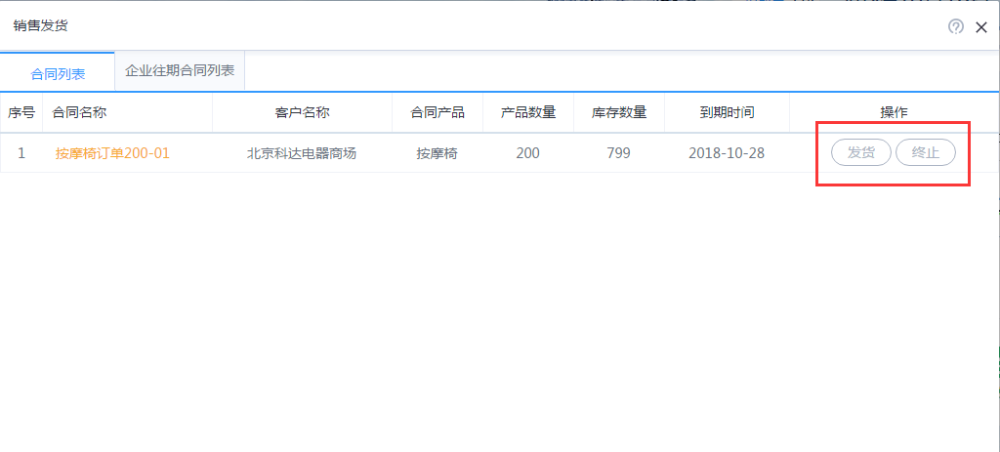 销售发货
合同列表 企业往期合同列表
序号 合同名称 客户名称 合同产品 产品数量 库存数量 到期时间 操作
1 按摩椅订单200-01 北京科达电器商场 按摩椅 200 799 2018-10-28 发货 终止